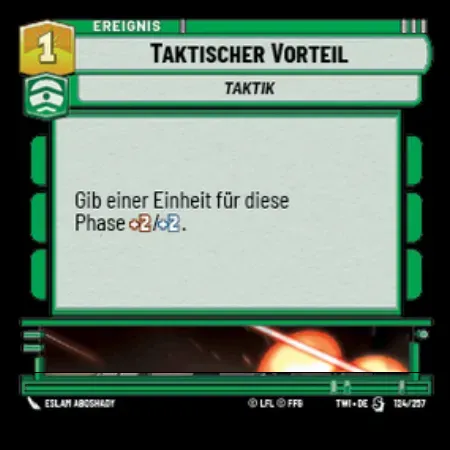 EREIGNIS
1
TAKTISCHER VORTEIL
TAKTIK
Gib einer Einheit für diese
Phase +2/+2.
ESLAM ABOSHADY
© LFL © FFG
TWI • DE
124/257